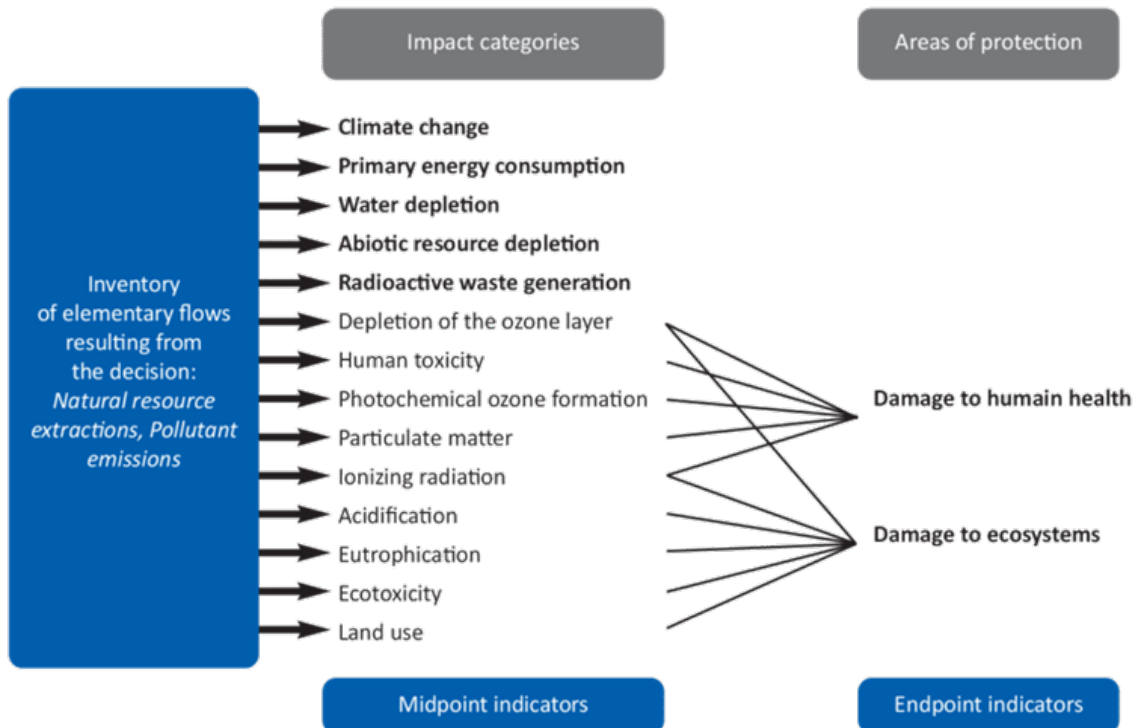 Impact categories
Areas of protection
Inventory
of elementary flows
resulting from
the decision:
Natural resource
extractions, Pollutant
emissions
Climate change
Primary energy consumption
Water depletion
Abiotic resource depletion
Radioactive waste generation
Depletion of the ozone layer
Human toxicity
Photochemical ozone formation
Particulate matter
Ionizing radiation
Acidification
Eutrophication
Ecotoxicity
Land use
Damage to humain health
Damage to ecosystems
Midpoint indicators
Endpoint indicators